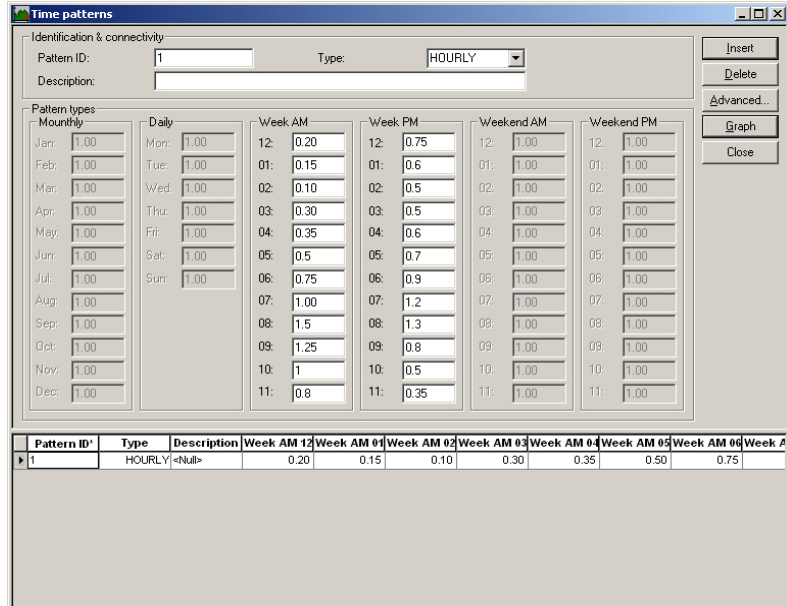 Time patterns
Identification & connectivity
Pattern ID: 1 Type: HOURLY
Description:
Insert
Delete
Advanced...
Graph
Close
Pattern types
Mounthly Daily Week AM Week PM Weekend AM Weekend PM
Jan: 1.00 Mon: 1.00 12: 0.20 12: 0.75 12: 1.00 12: 1.00
Feb: 1.00 Tue: 1.00 01: 0.15 01: 0.6 01: 1.00 01: 1.00
Mar: 1.00 Wed: 1.00 02: 0.10 02: 0.5 02: 1.00 02: 1.00
Apr: 1.00 Thu: 1.00 03: 0.30 03: 0.5 03: 1.00 03: 1.00
May: 1.00 Fri: 1.00 04: 0.35 04: 0.6 04: 1.00 04: 1.00
Jun: 1.00 Sat: 1.00 05: 0.5 05: 0.7 05: 1.00 05: 1.00
Jul: 1.00 Sun: 1.00 06: 0.75 06: 0.9 06: 1.00 06: 1.00
Aug: 1.00 07: 1.00 07: 1.2 07: 1.00 07: 1.00
Sep: 1.00 08: 1.5 08: 1.3 08: 1.00 08: 1.00
Oct: 1.00 09: 1.25 09: 0.8 09: 1.00 09: 1.00
Nov: 1.00 10: 1 10: 0.5 10: 1.00 10: 1.00
Dec: 1.00 11: 0.8 11: 0.35 11: 1.00 11: 1.00
Pattern ID* Type Description Week AM 12 Week AM 01 Week AM 02 Week AM 03 Week AM 04 Week AM 05 Week AM 06 Week A
1 HOURLY <Null> 0.20 0.15 0.10 0.30 0.35 0.50 0.75